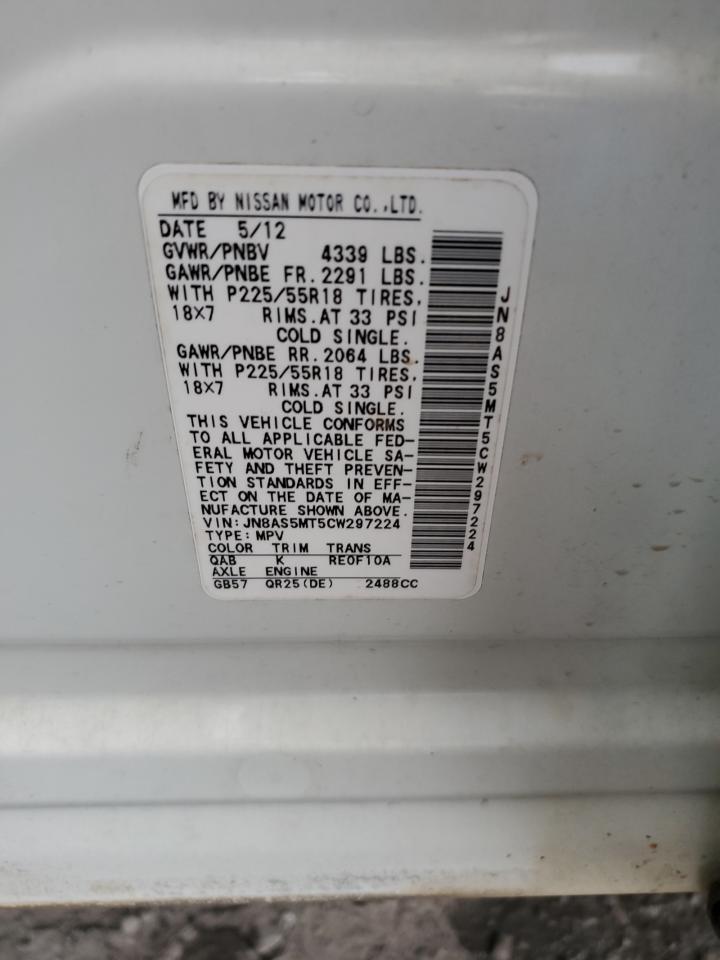 MFD BY NISSAN MOTOR CO.,LTD.
DATE 5/12
GVWR/PNBV 4339 LBS.
GAWR/PNBE FR. 2291 LBS.
WITH P225/55R18 TIRES,
18X7 RIMS.AT 33 PSI
COLD SINGLE.
GAWR/PNBE RR. 2064 LBS.
WITH P225/55R18 TIRES,
18X7 RIMS.AT 33 PSI
COLD SINGLE.
THIS VEHICLE CONFORMS
TO ALL APPLICABLE FED-
ERAL MOTOR VEHICLE SA-
FETY AND THEFT PREVEN-
TION STANDARDS IN EFF-
ECT ON THE DATE OF MA-
NUFACTURE SHOWN ABOVE.
VIN:JN8AS5MT5CW297224
TYPE:MPV
COLOR TRIM TRANS
QAB K RE0F10A
AXLE ENGINE
GB57 QR25(DE) 2488CC
JN8AS5MT5CW297224